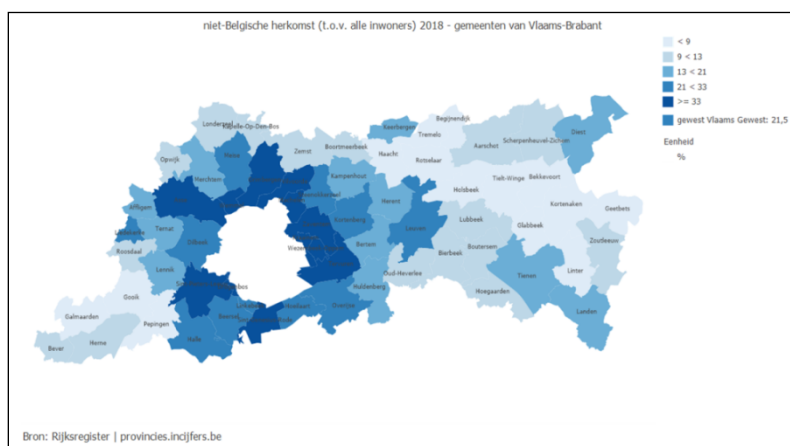 niet-Belgische herkomst (t.o.v. alle inwoners) 2018 - gemeenten van Vlaams-Brabant
< 9
9 < 13
13 < 21
21 < 33
>= 33
gewest Vlaams Gewest: 21,5
Eenheid
%
Londerzeel
Kapelle-Op-Den-Bos
Keerbergen
Begijnendijk
Tremelo
Diest
Scherpenheuvel-Zichem
Aarschot
Zemst
Boortmeerbeek
Haacht
Rotselaar
Meise
Opwijk
Merchtem
Kampenhout
Tielt-Winge
Bekkevoort
Holsbeek
Herent
Affligem
Kortenaken
Geetbets
Kortenberg
Lubbeek
Glabbeek
Leuven
Ternat
Liedekerke
Dilbeek
Bertem
Boutersem
Bierbeek
Zoutleeuw
Roosdaal
Lennik
Oud-Heverlee
Tienen
Linter
Huldenberg
Hoegaarden
Gooik
Galmaarden
Pepingen
Beersel
Overijse
Landen
Halle
Herne
Bever
Bron: Rijksregister | provincies.incijfers.be